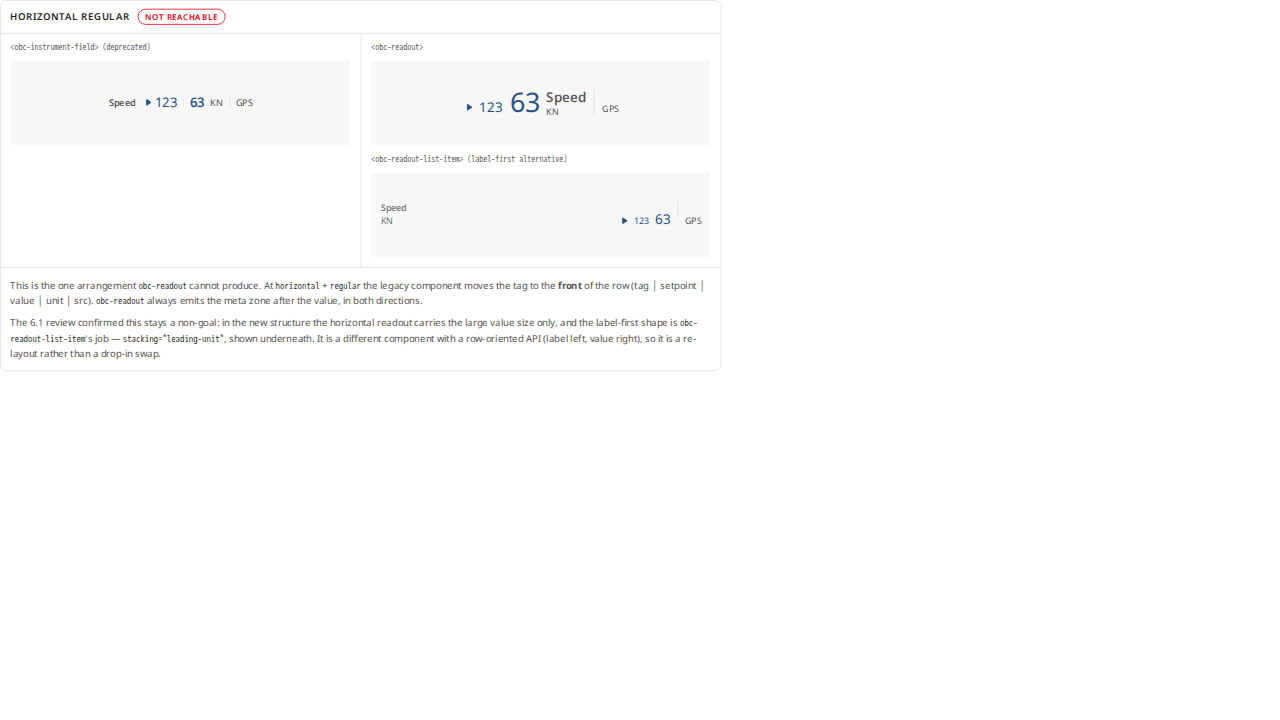 HORIZONTAL REGULAR NOT REACHABLE
<obc-instrument-field> (deprecated)
Speed 123 63 KN GPS
<obc-readout>
123 63 Speed KN GPS
<obc-readout-list-item> (label-first alternative)
Speed
KN
123 63 GPS
This is the one arrangement obc-readout cannot produce. At horizontal + regular the legacy component moves the tag to the front of the row (tag | setpoint |
value | unit | src). obc-readout always emits the meta zone after the value, in both directions.
The 6.1 review confirmed this stays a non-goal: in the new structure the horizontal readout carries the large value size only, and the label-first shape is obc-
readout-list-item's job — stacking="leading-unit", shown underneath. It is a different component with a row-oriented API (label left, value right), so it is a re-
layout rather than a drop-in swap.